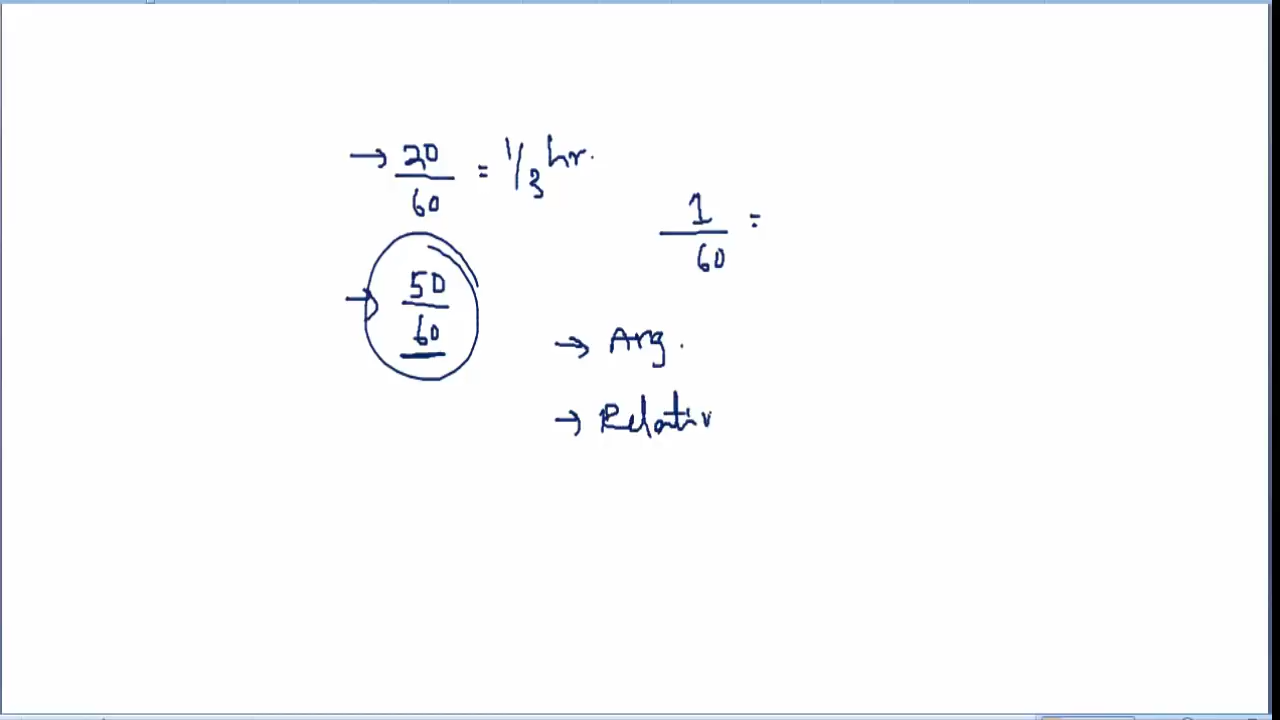 → 20/60 = 1/3 hr.
1/60 =
→ 50/60
→ Avg.
→ Relativ